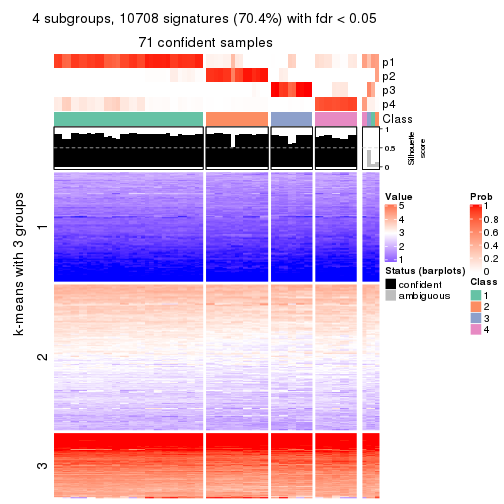 4 subgroups, 10708 signatures (70.4%) with fdr < 0.05
71 confident samples
p1
p2
p3
p4
Class
1
0.5
0
Silhouette
score
k-means with 3 groups
1
2
3
Value
5
4
3
2
1
Status (barplots)
confident
ambiguous
Prob
1
0.8
0.6
0.4
0.2
0
Class
1
2
3
4